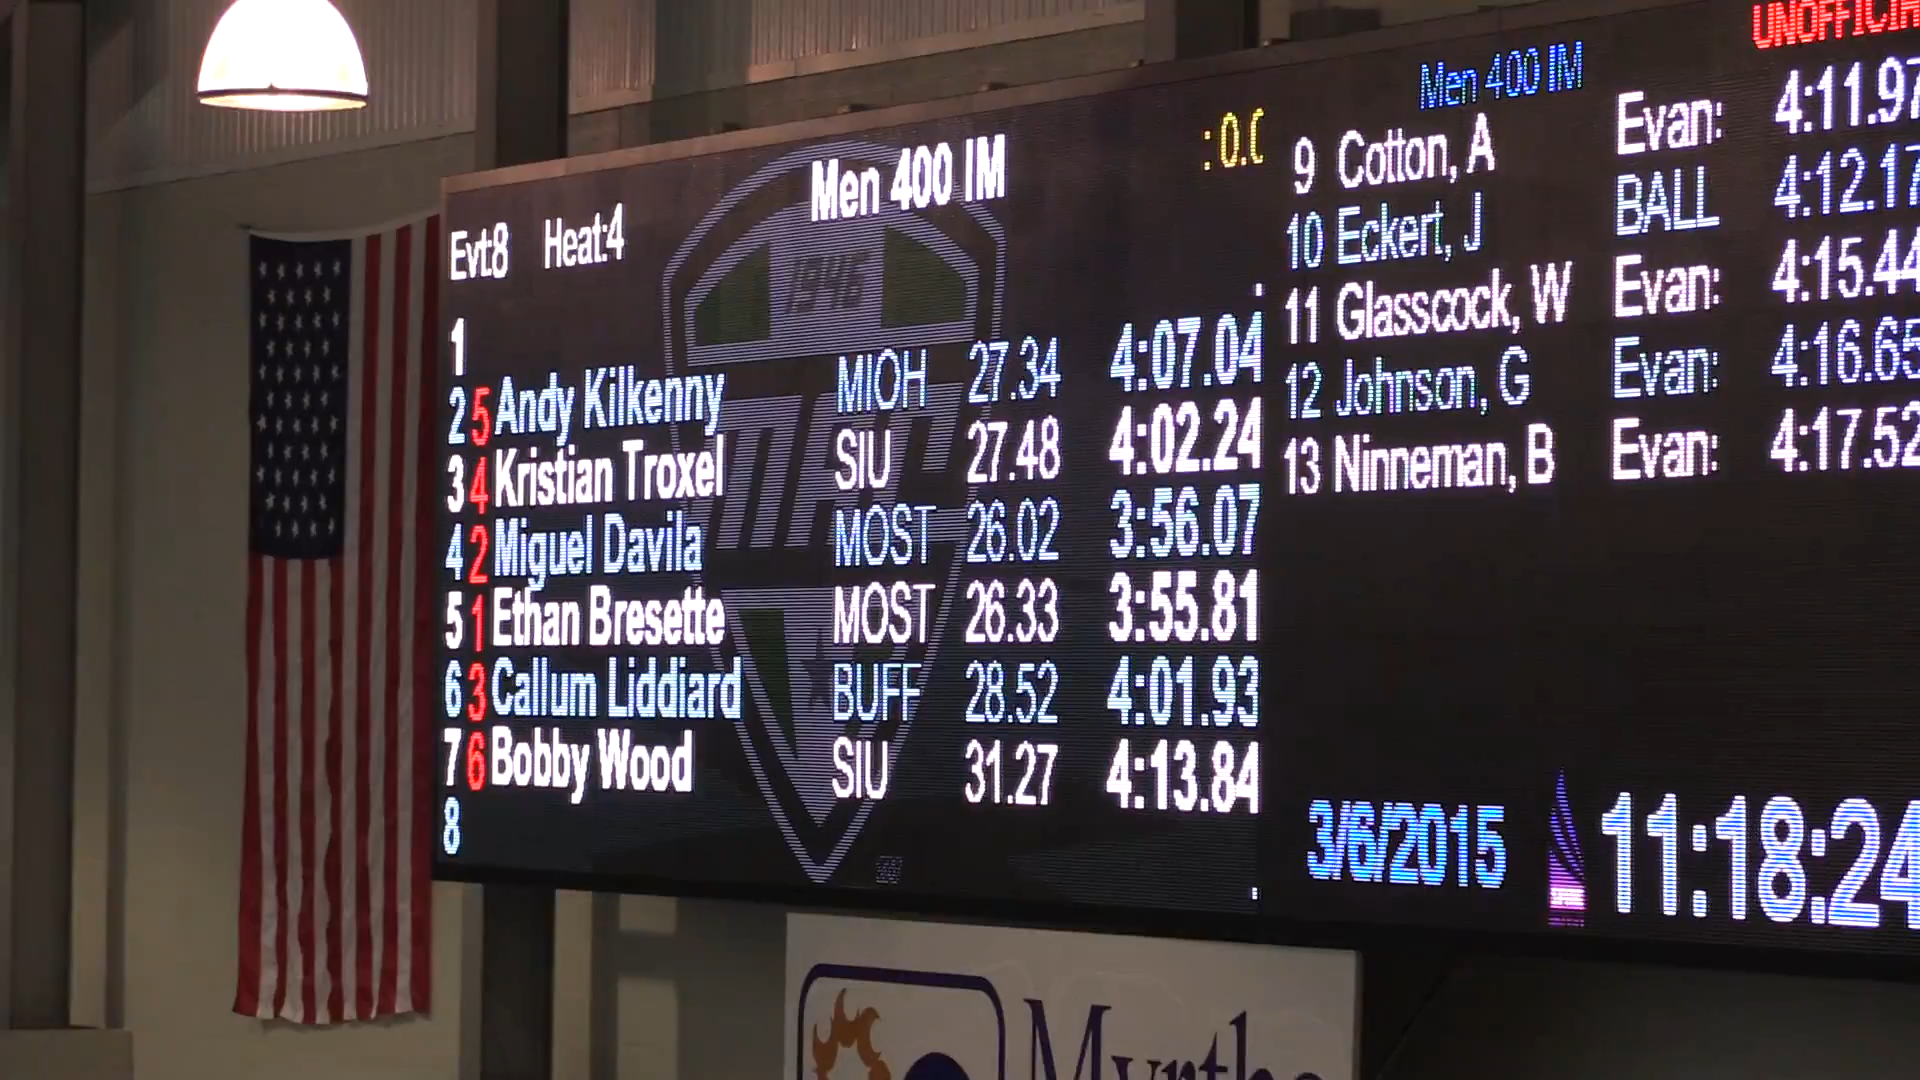 Men 400 IM
:0.0
Evt:8 Heat:4
1946
MAC
1
2 5 Andy Kilkenny MIOH 27.34 4:07.04
3 4 Kristian Troxel SIU 27.48 4:02.24
4 2 Miguel Davila MOST 26.02 3:56.07
5 1 Ethan Bresette MOST 26.33 3:55.81
6 3 Callum Liddiard BUFF 28.52 4:01.93
7 6 Bobby Wood SIU 31.27 4:13.84
8
UNOFFICIA
Men 400 IM
9 Cotton, A Evan: 4:11.97
10 Eckert, J BALL 4:12.17
11 Glasscock, W Evan: 4:15.44
12 Johnson, G Evan: 4:16.65
13 Ninneman, B Evan: 4:17.52
3/6/2015 SPIRE 11:18:24
Myrtha